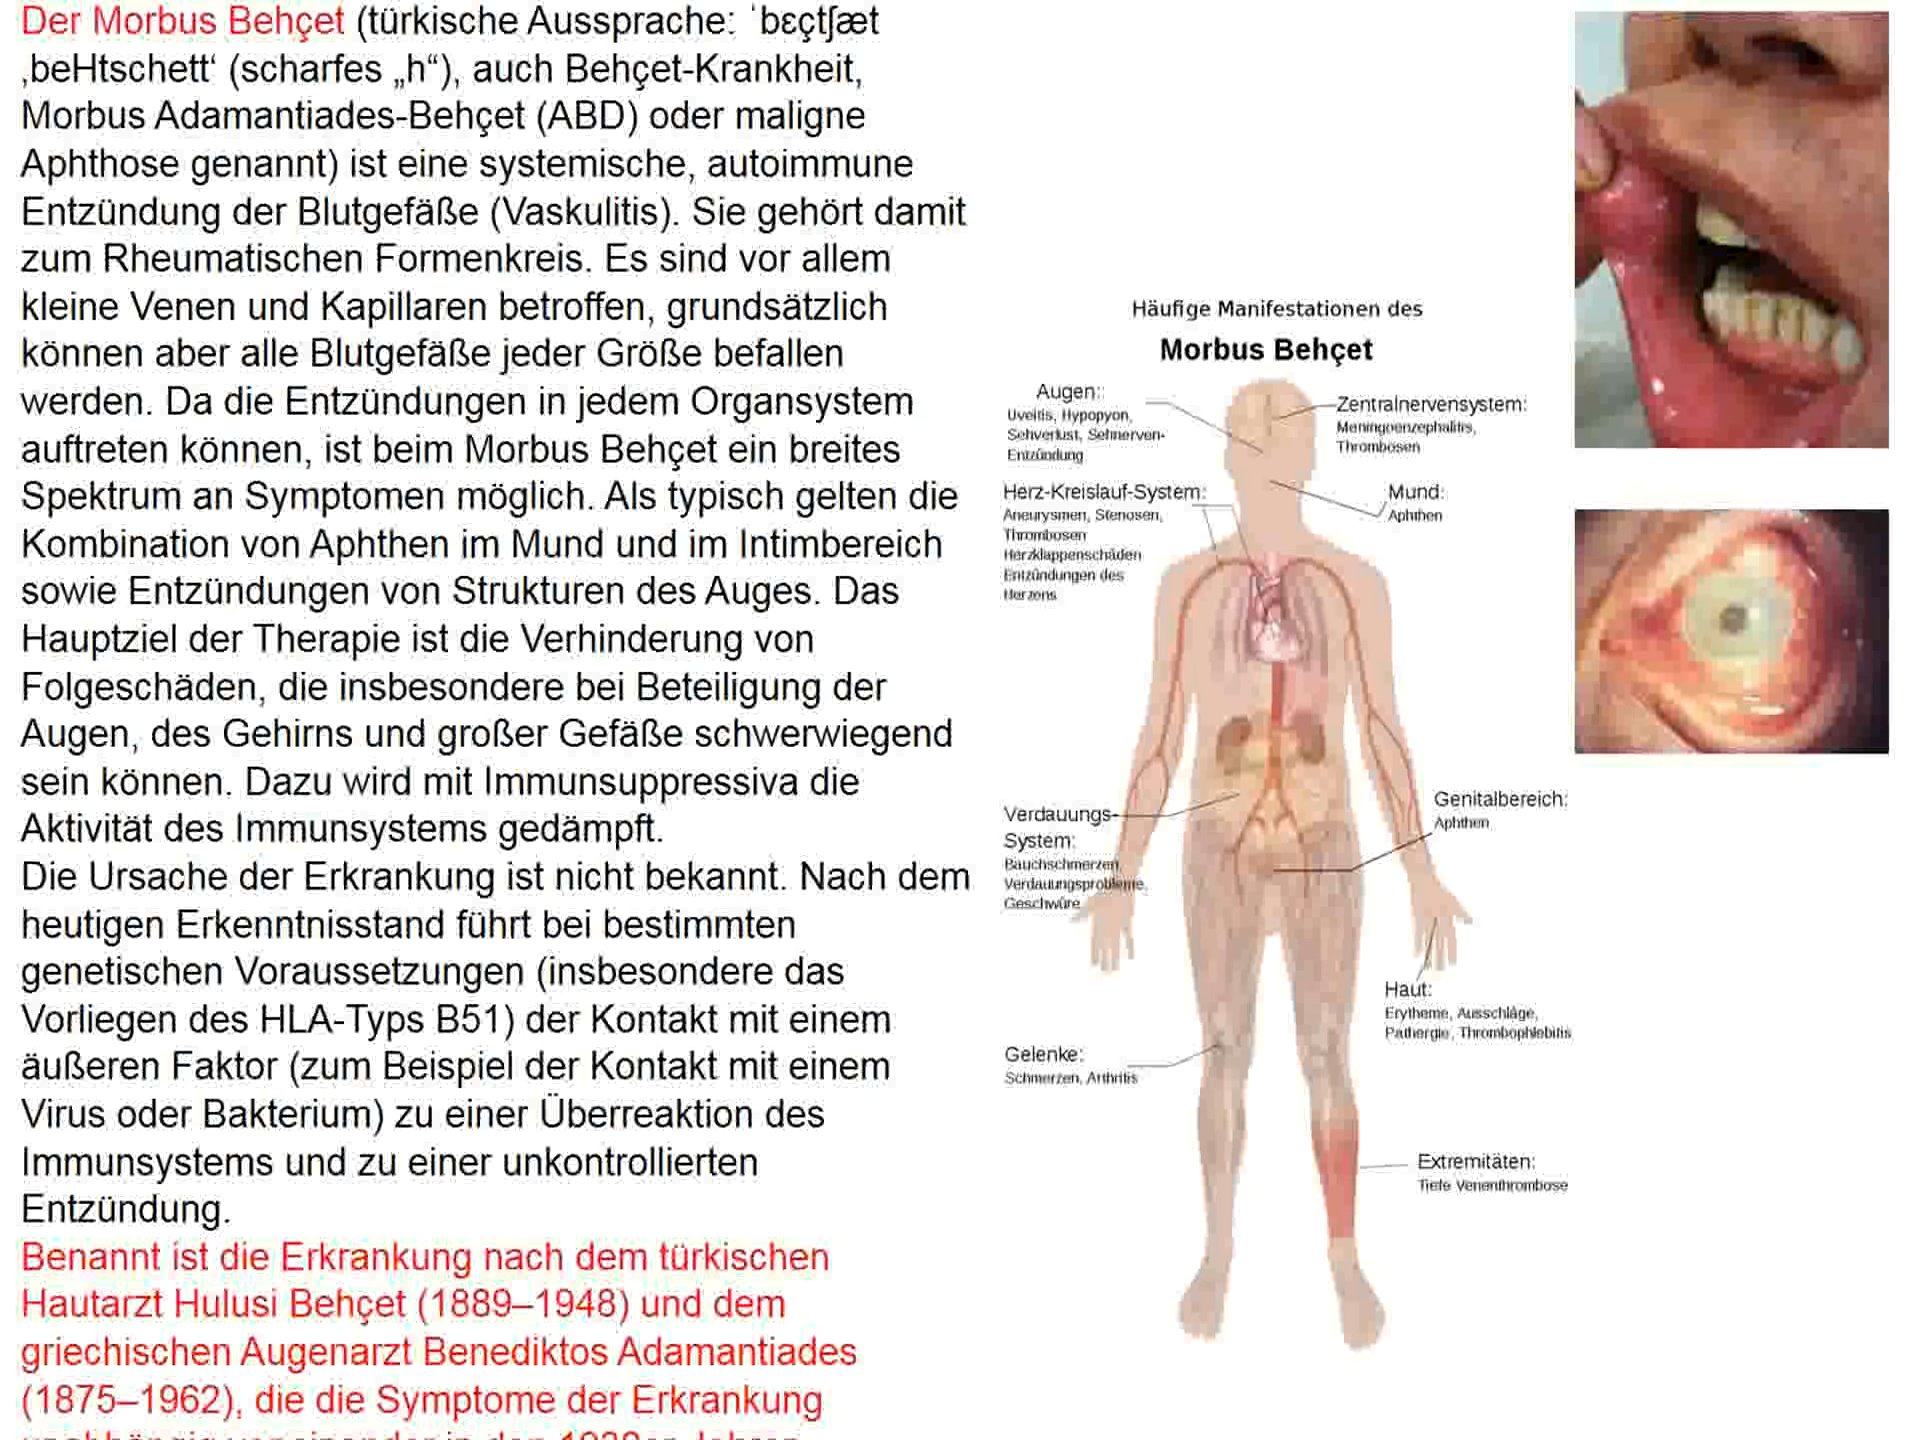 Der Morbus Behçet (türkische Aussprache: ˈbɛçtʃæt
‚beHtschett‘ (scharfes „h“), auch Behçet-Krankheit,
Morbus Adamantiades-Behçet (ABD) oder maligne
Aphthose genannt) ist eine systemische, autoimmune
Entzündung der Blutgefäße (Vaskulitis). Sie gehört damit
zum Rheumatischen Formenkreis. Es sind vor allem
kleine Venen und Kapillaren betroffen, grundsätzlich
können aber alle Blutgefäße jeder Größe befallen
werden. Da die Entzündungen in jedem Organsystem
auftreten können, ist beim Morbus Behçet ein breites
Spektrum an Symptomen möglich. Als typisch gelten die
Kombination von Aphthen im Mund und im Intimbereich
sowie Entzündungen von Strukturen des Auges. Das
Hauptziel der Therapie ist die Verhinderung von
Folgeschäden, die insbesondere bei Beteiligung der
Augen, des Gehirns und großer Gefäße schwerwiegend
sein können. Dazu wird mit Immunsuppressiva die
Aktivität des Immunsystems gedämpft.
Die Ursache der Erkrankung ist nicht bekannt. Nach dem
heutigen Erkenntnisstand führt bei bestimmten
genetischen Voraussetzungen (insbesondere das
Vorliegen des HLA-Typs B51) der Kontakt mit einem
äußeren Faktor (zum Beispiel der Kontakt mit einem
Virus oder Bakterium) zu einer Überreaktion des
Immunsystems und zu einer unkontrollierten
Entzündung.
Benannt ist die Erkrankung nach dem türkischen
Hautarzt Hulusi Behçet (1889–1948) und dem
griechischen Augenarzt Benediktos Adamantiades
(1875–1962), die die Symptome der Erkrankung
Häufige Manifestationen des
Morbus Behçet
Augen:
Uveitis, Hypopyon,
Sehverlust, Sehnerven-
Entzündung
Zentralnervensystem:
Meningoenzephalitis,
Thrombosen
Herz-Kreislauf-System:
Aneurysmen, Stenosen,
Thrombosen
Herzklappenschäden
Entzündungen des
Herzens
Mund:
Aphthen
Verdauungs-
System:
Bauchschmerzen,
Verdauungsprobleme,
Geschwüre
Genitalbereich:
Aphthen
Haut:
Erytheme, Ausschläge,
Pathergie, Thrombophlebitis
Gelenke:
Schmerzen, Arthritis
Extremitäten:
Tiefe Venenthrombose